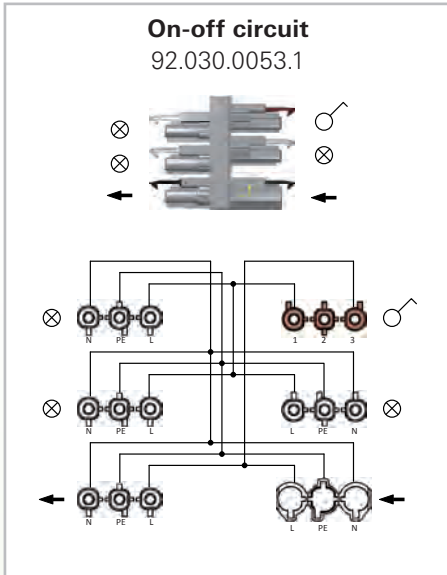 On-off circuit
92.030.0053.1
N PE L
1 2 3
N PE L
L PE N
N PE L
L PE N